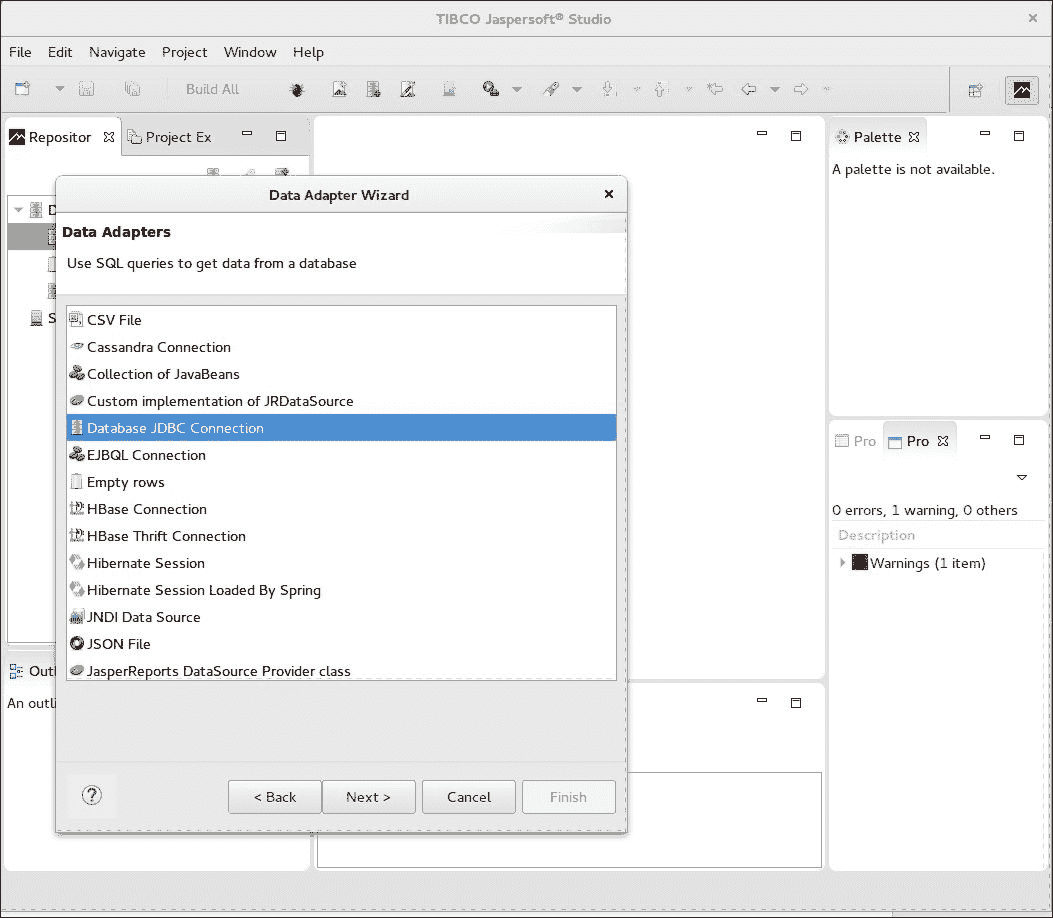 TIBCO Jaspersoft® Studio
File Edit Navigate Project Window Help
Build All
Repositor Project Ex
Palette
A palette is not available.
D
S
Data Adapter Wizard
Data Adapters
Use SQL queries to get data from a database
CSV File
Cassandra Connection
Collection of JavaBeans
Custom implementation of JRDataSource
Database JDBC Connection
EJBQL Connection
Empty rows
HBase Connection
HBase Thrift Connection
Hibernate Session
Hibernate Session Loaded By Spring
JNDI Data Source
JSON File
JasperReports DataSource Provider class
< Back Next > Cancel Finish
Outl
An outli
Pro Pro
0 errors, 1 warning, 0 others
Description
Warnings (1 item)